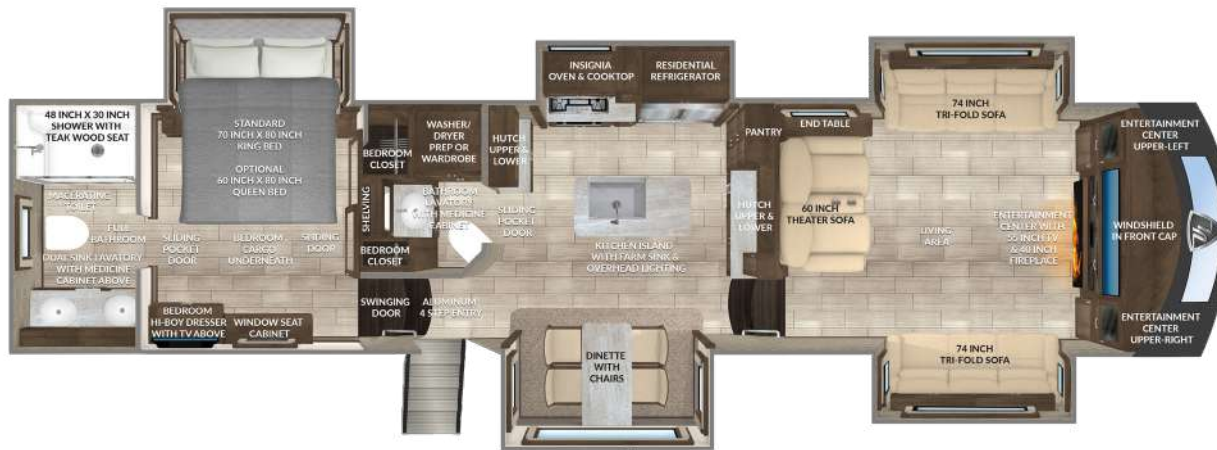 48 INCH X 30 INCH
SHOWER WITH
TEAK WOOD SEAT
MACERATING
TOILET
FULL
BATHROOM
DUAL SINK LAVATORY
WITH MEDICINE
CABINET ABOVE
STANDARD
70 INCH X 80 INCH
KING BED
OPTIONAL
60 INCH X 80 INCH
QUEEN BED
SLIDING
POCKET
DOOR
BEDROOM
CARGO
UNDERNEATH
SLIDING
DOOR
BEDROOM
HI-BOY DRESSER
WITH TV ABOVE
WINDOW SEAT
CABINET
BEDROOM
CLOSET
SHELVING
BEDROOM
CLOSET
WASHER/
DRYER
PREP OR
WARDROBE
BATHROOM
LAVATORY
WITH MEDICINE
CABINET
SWINGING
DOOR
ALUMINUM
4 STEP ENTRY
HUTCH
UPPER &
LOWER
SLIDING
POCKET
DOOR
INSIGNIA
OVEN & COOKTOP
RESIDENTIAL
REFRIGERATOR
KITCHEN ISLAND
WITH FARM SINK &
OVERHEAD LIGHTING
DINETTE
WITH
CHAIRS
PANTRY
HUTCH
UPPER &
LOWER
END TABLE
60 INCH
THEATER SOFA
74 INCH
TRI-FOLD SOFA
LIVING
AREA
74 INCH
TRI-FOLD SOFA
ENTERTAINMENT
CENTER WITH
55 INCH TV
& 40 INCH
FIREPLACE
ENTERTAINMENT
CENTER
UPPER-LEFT
WINDSHIELD
IN FRONT CAP
ENTERTAINMENT
CENTER
UPPER-RIGHT